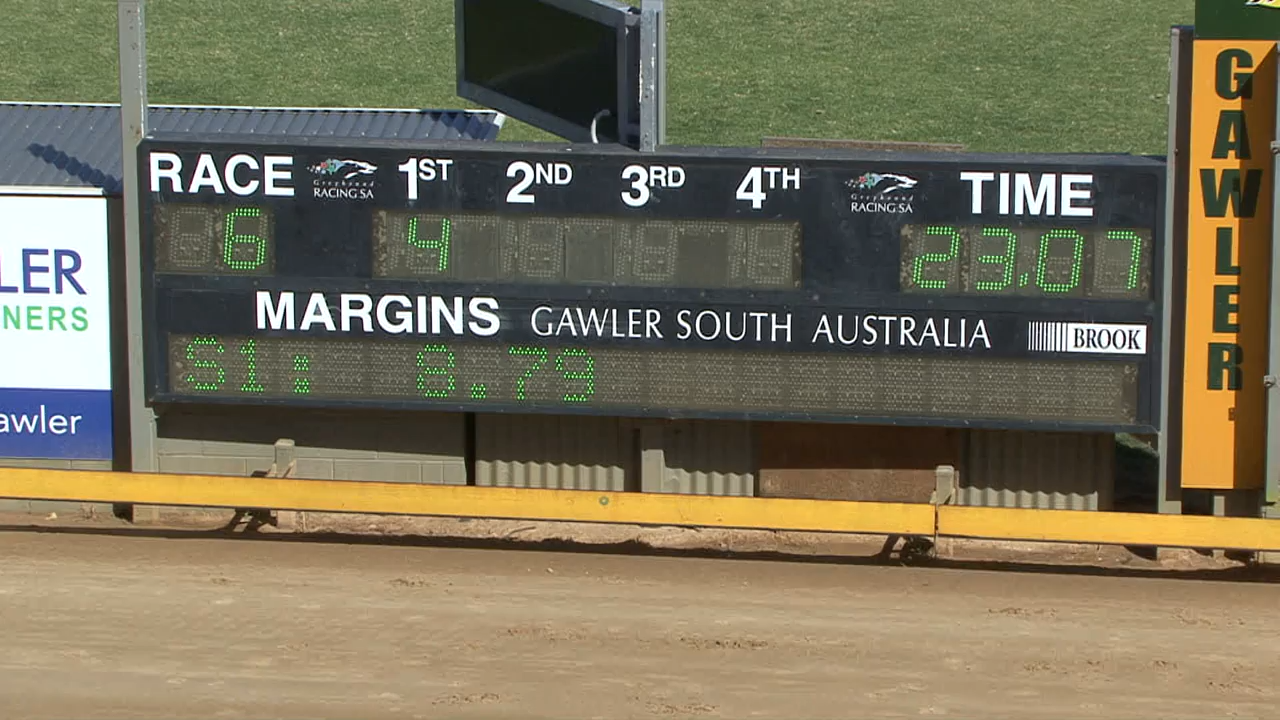 RACE Greyhound RACING.SA 1ST 2ND 3RD 4TH Greyhound RACING.SA TIME
6 4 23.07
MARGINS GAWLER SOUTH AUSTRALIA BROOK
S1: 8.79
LER
NERS
awler
GAWLER